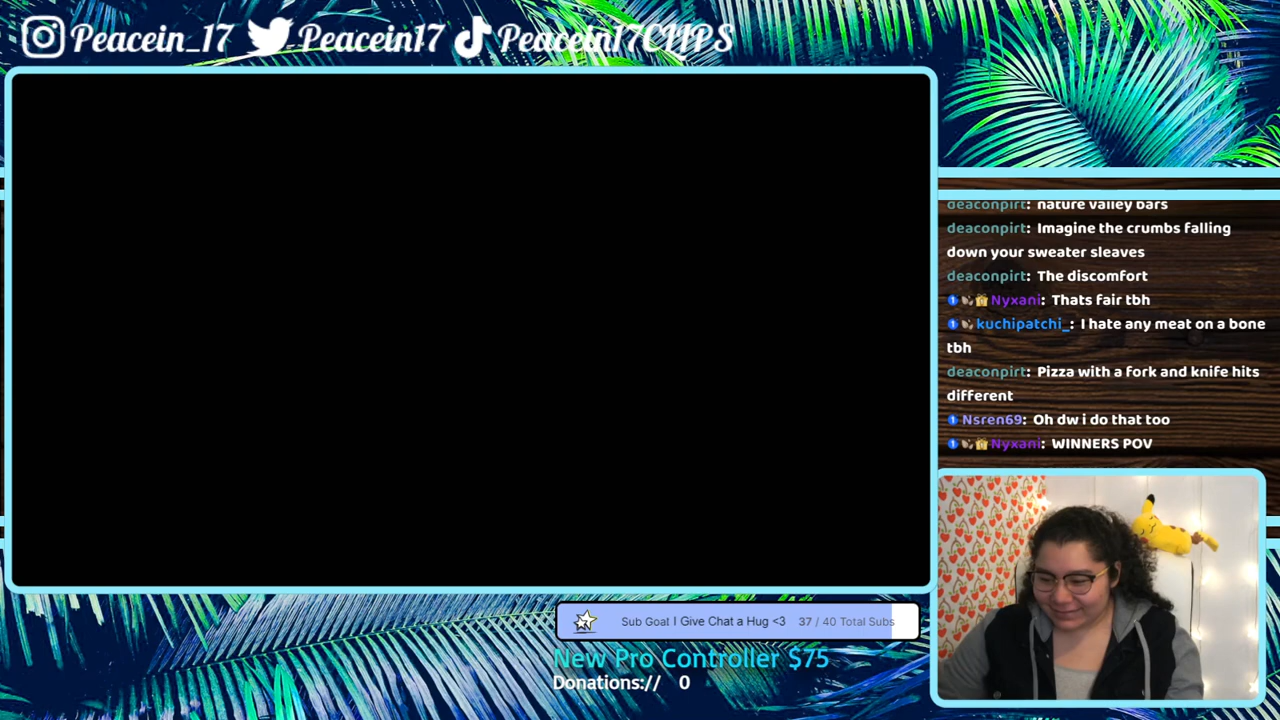 Peacein_17 Peacein17 Peacein17ClIPS
deaconpirt: nature valley bars
deaconpirt: Imagine the crumbs falling
down your sweater sleaves
deaconpirt: The discomfort
Nyxani: Thats fair tbh
kuchipatchi_: I hate any meat on a bone
tbh
deaconpirt: Pizza with a fork and knife hits
different
Nsren69: Oh dw i do that too
Nyxani: WINNERS POV
Sub Goat I Give Chat a Hug <3 37 / 40 Total Subs
New Pro Controller $75
Donations:// 0